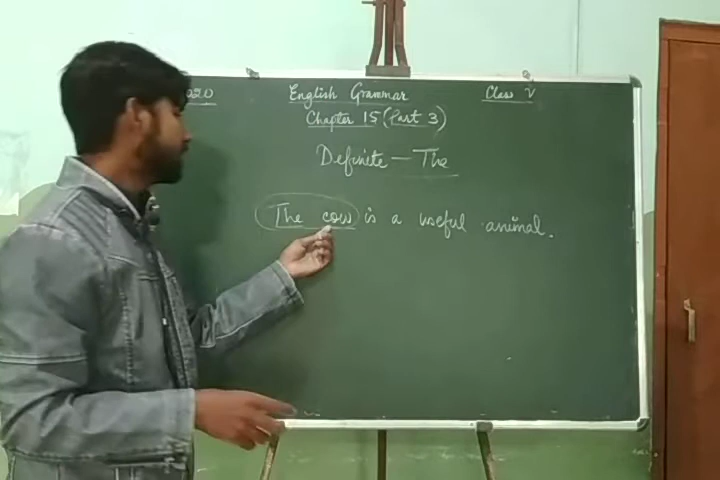 020 English Grammar Class V
Chapter 15 (Part 3)
Definite — The
The cow is a useful animal.